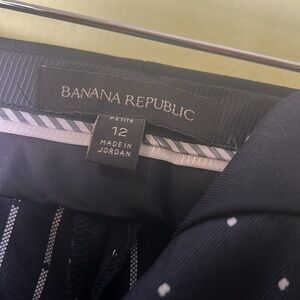 BANANA REPUBLIC
PETITE
12
MADE IN
JORDAN